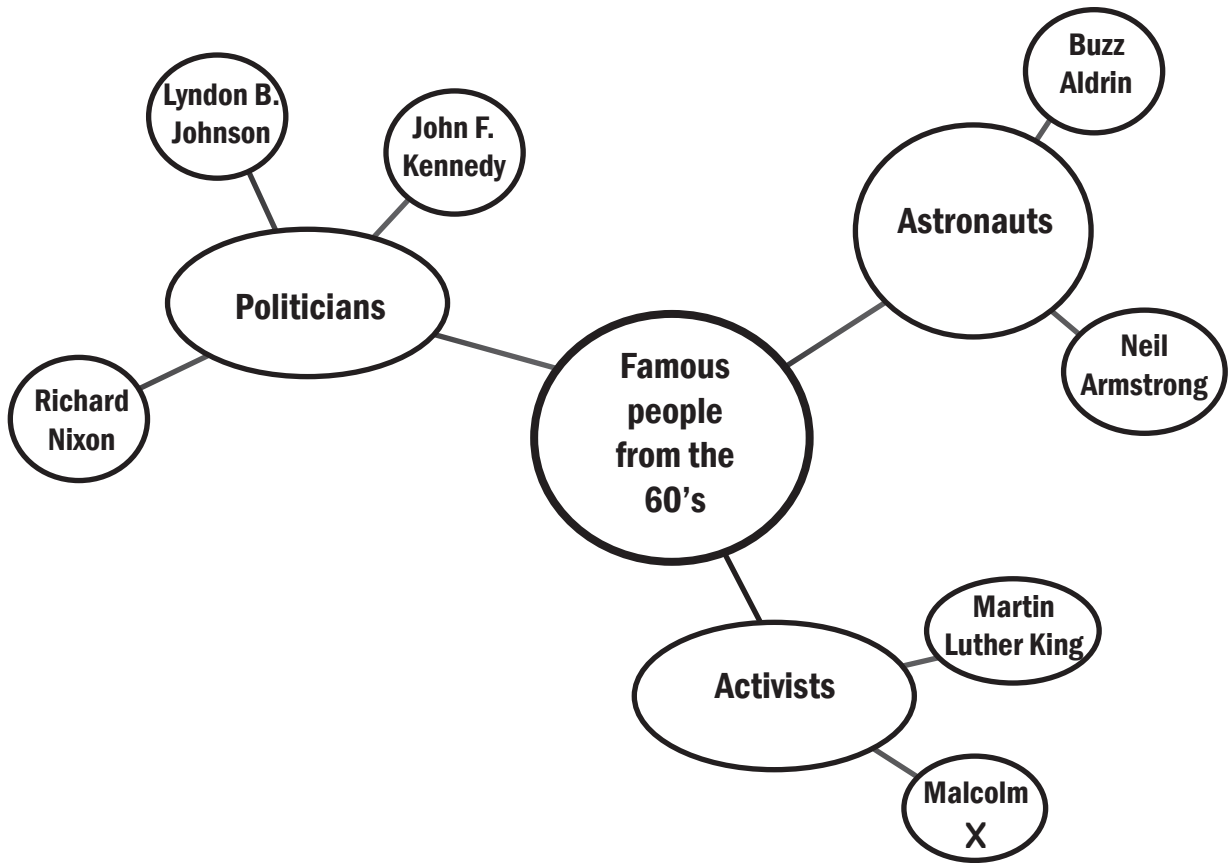 Buzz
Aldrin
Lyndon B.
Johnson
John F.
Kennedy
Astronauts
Politicians
Neil
Armstrong
Famous
people
from the
60’s
Richard
Nixon
Martin
Luther King
Activists
Malcolm
X